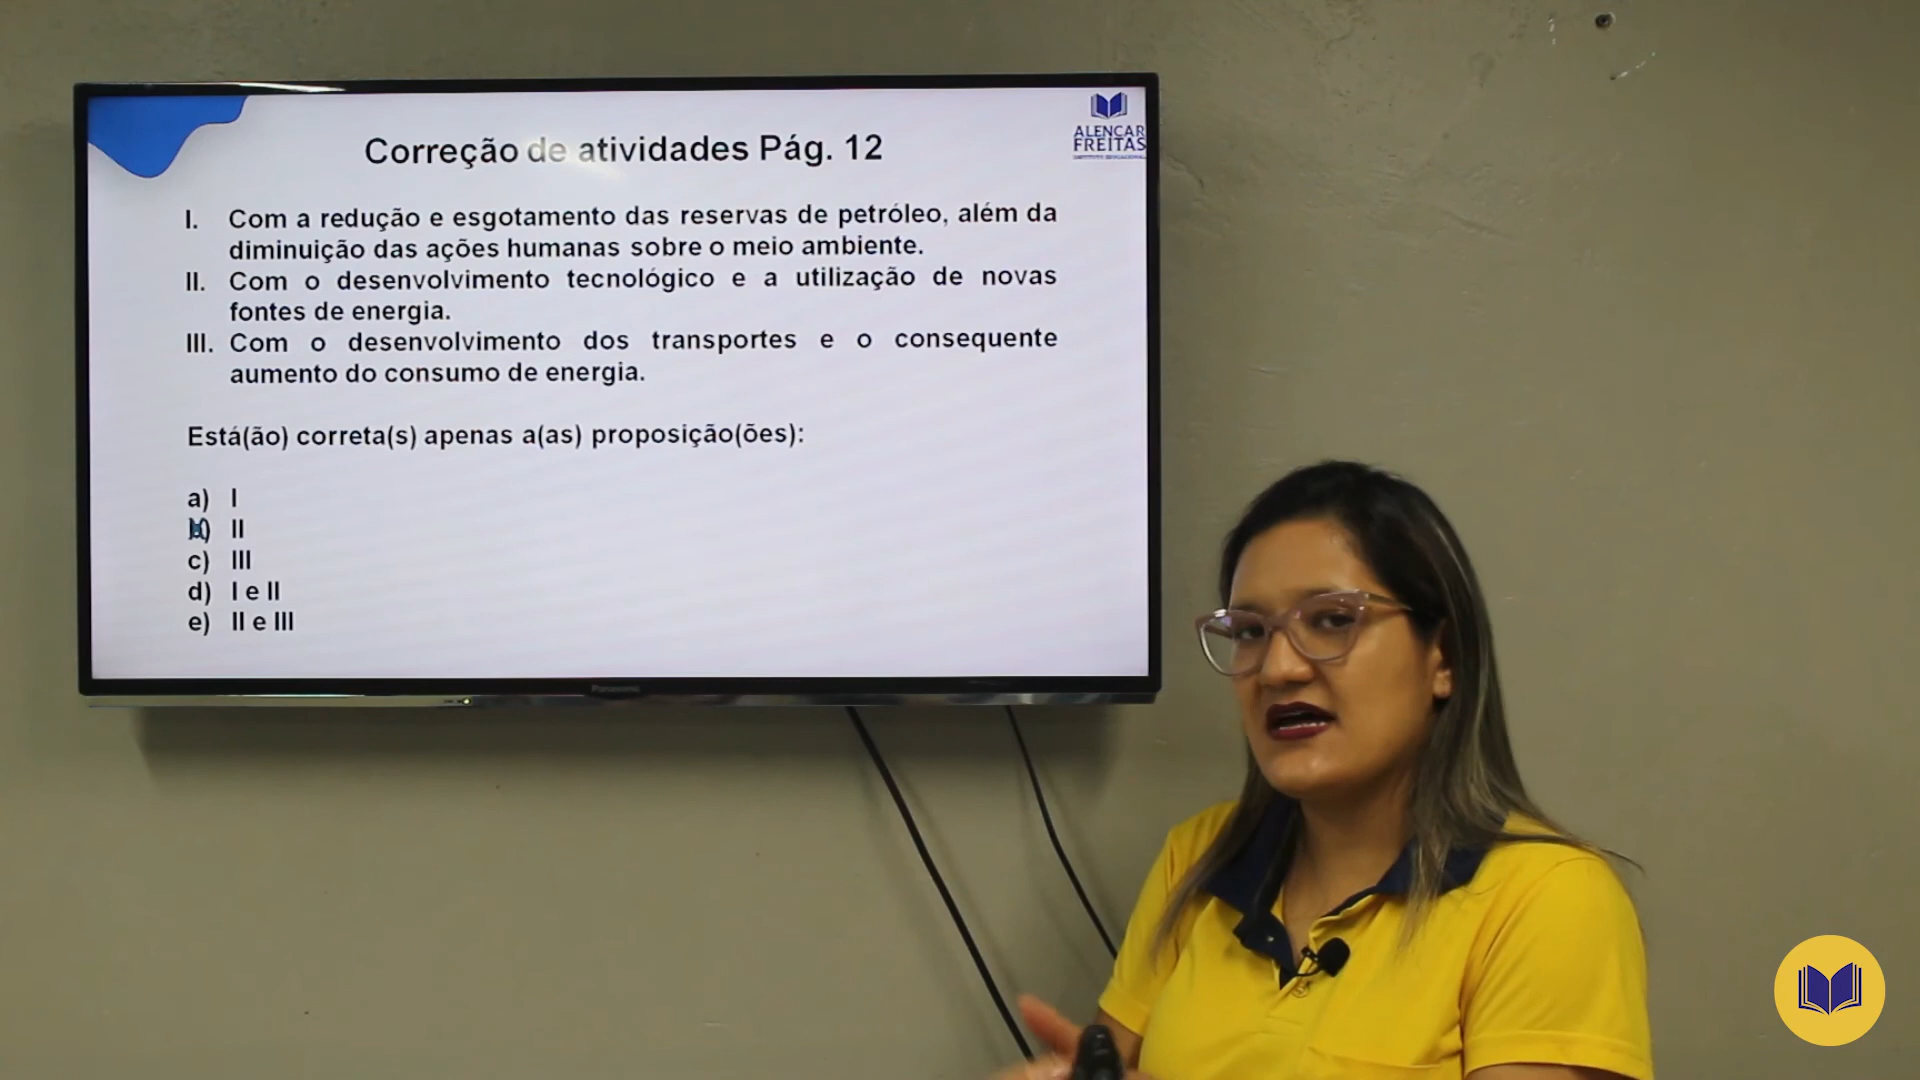 Correção de atividades Pág. 12
ALENCAR
FREITAS
I. Com a redução e esgotamento das reservas de petróleo, além da
diminuição das ações humanas sobre o meio ambiente.
II. Com o desenvolvimento tecnológico e a utilização de novas
fontes de energia.
III. Com o desenvolvimento dos transportes e o consequente
aumento do consumo de energia.
Está(ão) correta(s) apenas a(as) proposição(ões):
a) I
b) II
c) III
d) I e II
e) II e III
Panasonic